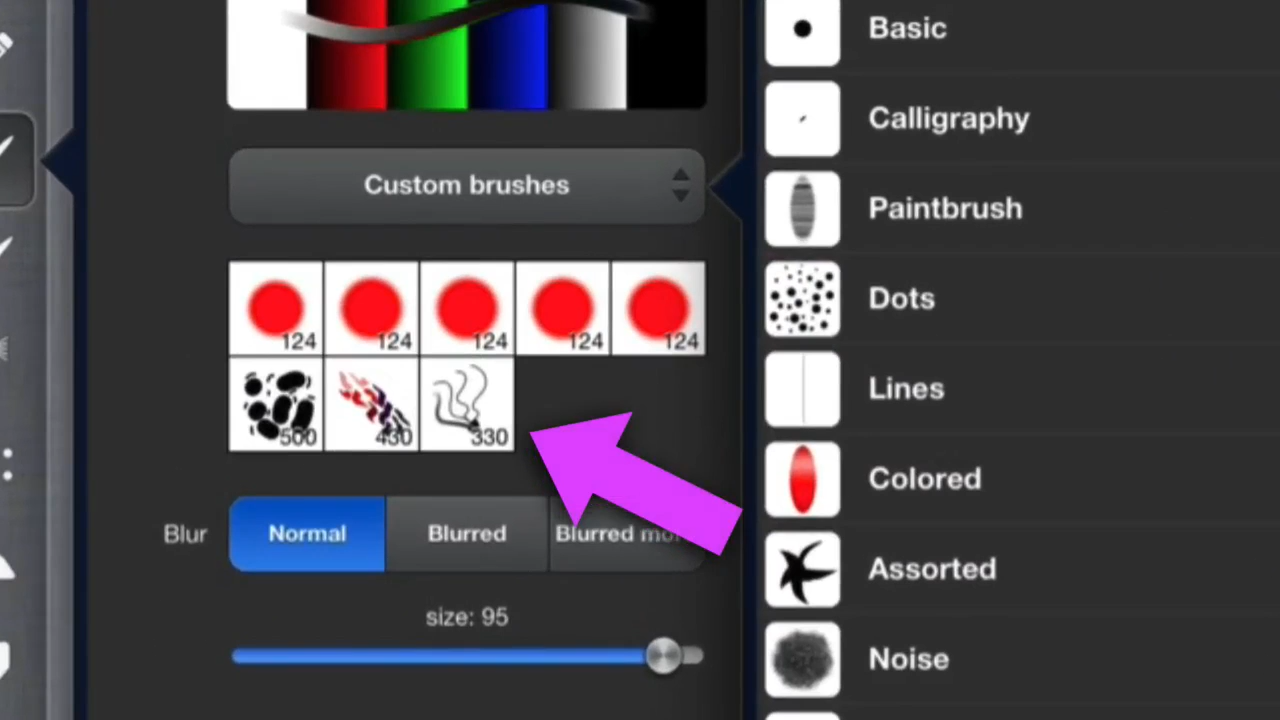 Custom brushes
124 124 124 124 124
500 430 330
Blur Normal Blurred Blurred
size: 95
Basic
Calligraphy
Paintbrush
Dots
Lines
Colored
Assorted
Noise